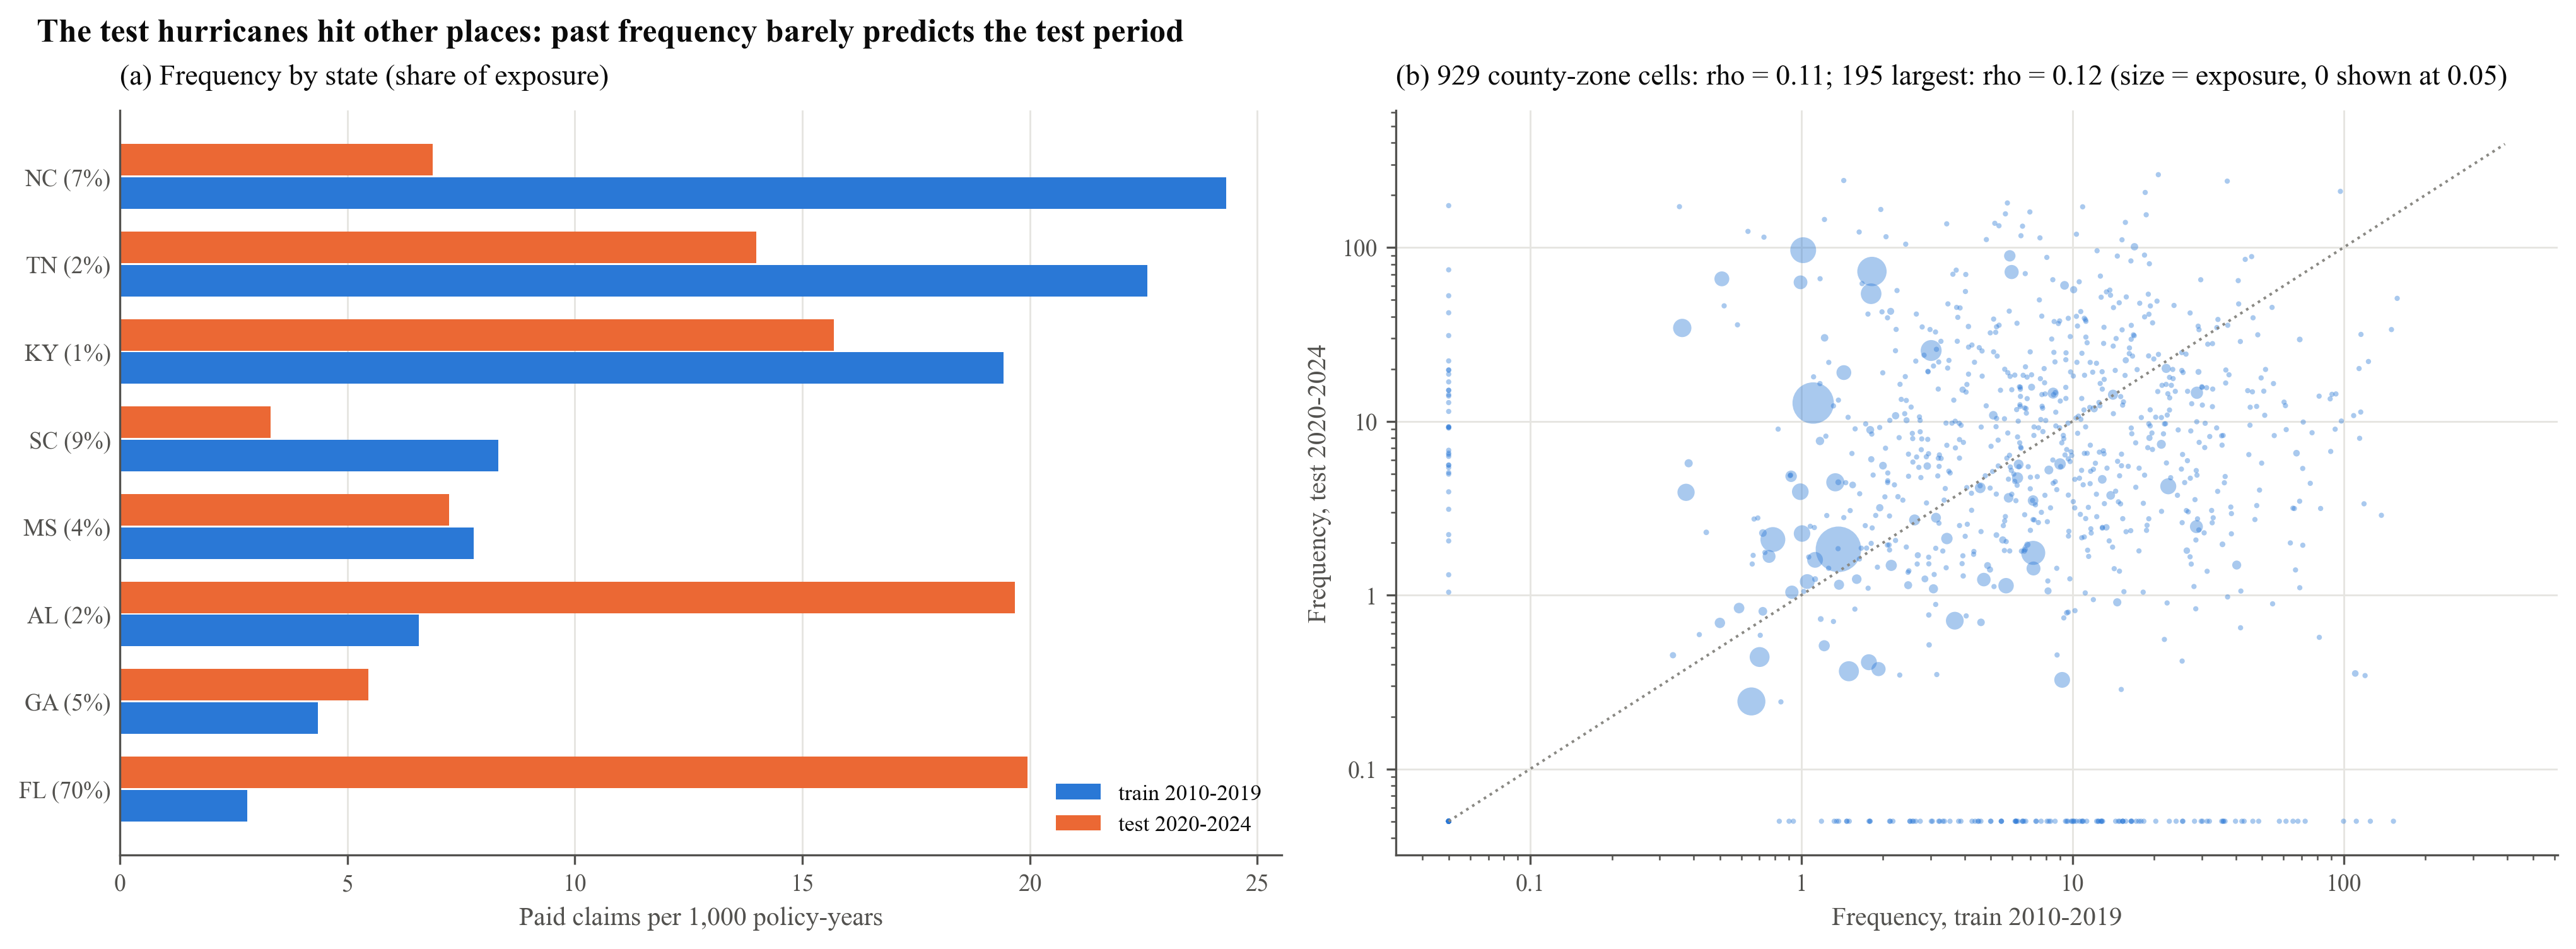 The test hurricanes hit other places: past frequency barely predicts the test period
(a) Frequency by state (share of exposure)
NC (7%)
TN (2%)
KY (1%)
SC (9%)
MS (4%)
AL (2%)
GA (5%)
FL (70%)
train 2010-2019
test 2020-2024
0 5 10 15 20 25
Paid claims per 1,000 policy-years
(b) 929 county-zone cells: rho = 0.11; 195 largest: rho = 0.12 (size = exposure, 0 shown at 0.05)
Frequency, test 2020-2024
100
10
1
0.1
0.1 1 10 100
Frequency, train 2010-2019